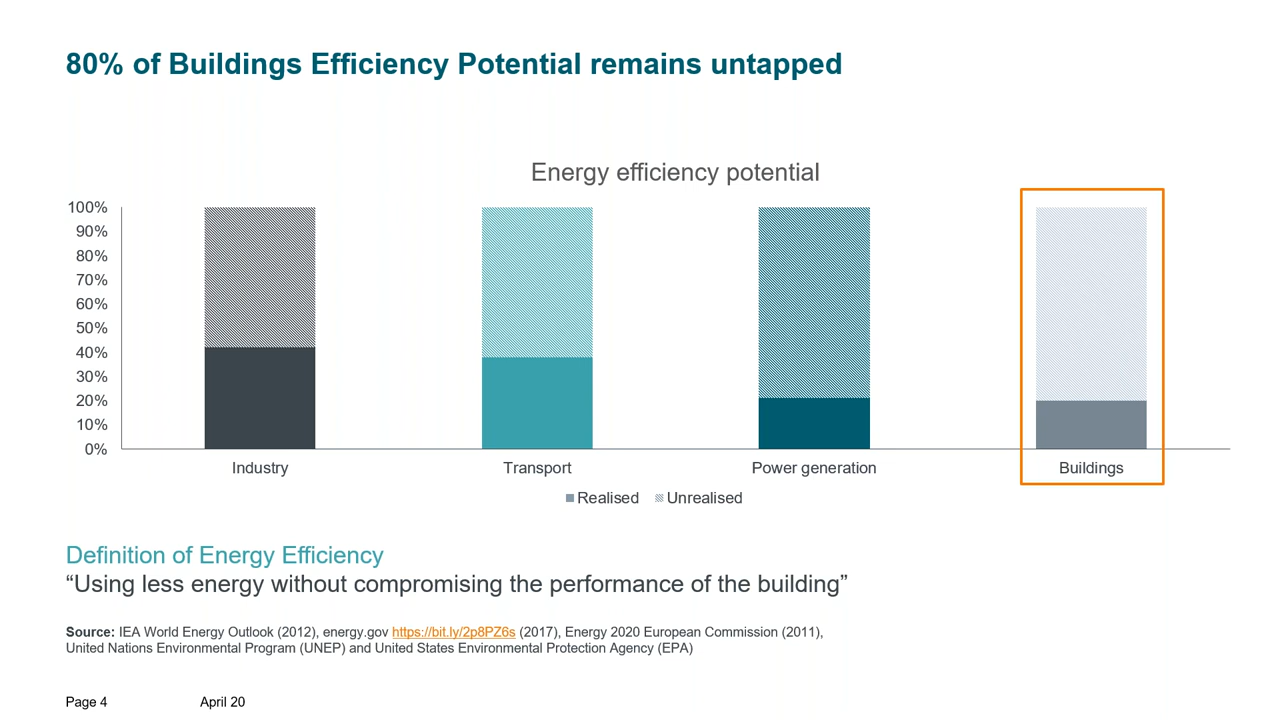 80% of Buildings Efficiency Potential remains untapped
Energy efficiency potential
100%
90%
80%
70%
60%
50%
40%
30%
20%
10%
0%
Industry
Transport
Power generation
Buildings
Realised
Unrealised
Definition of Energy Efficiency
“Using less energy without compromising the performance of the building”
Source: IEA World Energy Outlook (2012), energy.gov https://bit.ly/2p8PZ6s (2017), Energy 2020 European Commission (2011),
United Nations Environmental Program (UNEP) and United States Environmental Protection Agency (EPA)
Page 4
April 20